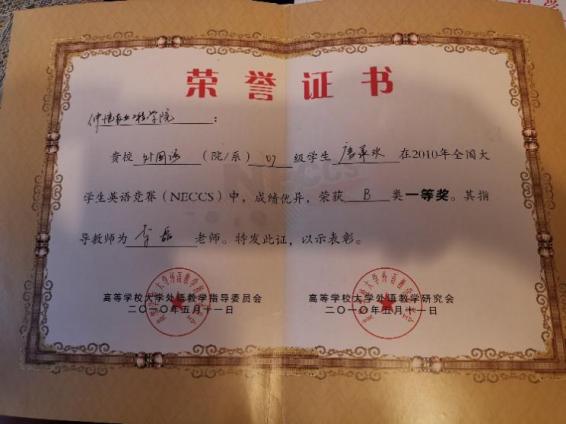 荣誉证书
仲恺农业工程学院：
贵校 外国语 （院/系） 07 级学生 在2010年全国大
学生英语竞赛（NECCS）中，成绩优异，荣获 B 类一等奖。其指
导教师为 李磊 老师。特发此证，以示表彰。
高等学校大学外语教学指导委员会 高等学校大学外语教学研究会
二〇一〇年五月十一日 二〇一〇年五月十一日